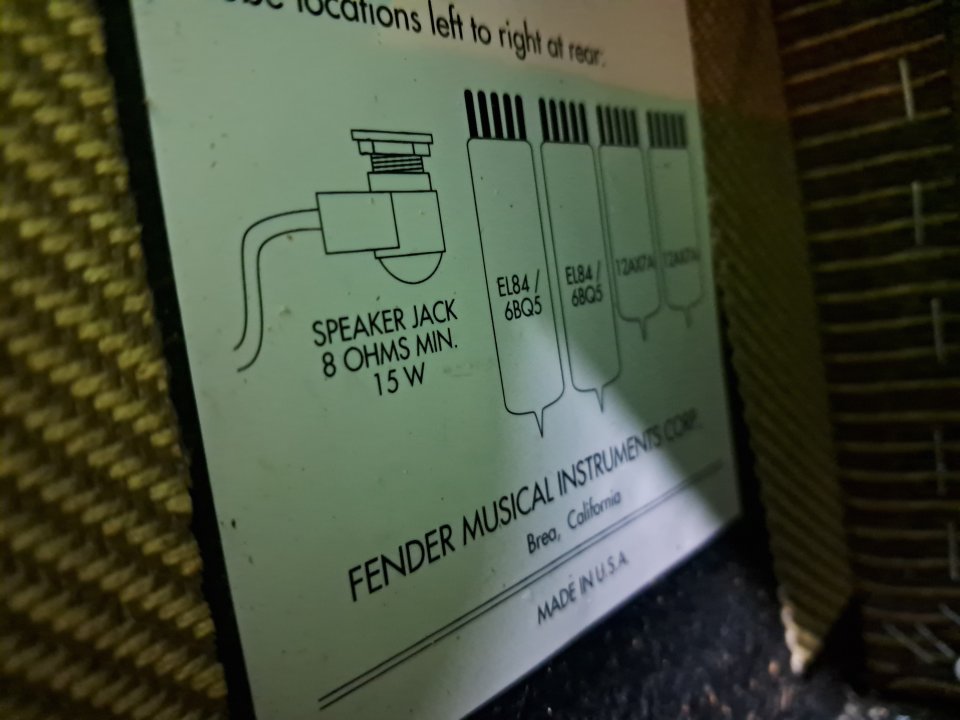 locations left to right at rear:
EL84 /
6BQ5
EL84 /
6BQ5
12AX7A
12AX7A
SPEAKER JACK
8 OHMS MIN.
15 W
FENDER MUSICAL INSTRUMENTS CORP.
Brea, California
MADE IN U.S.A.